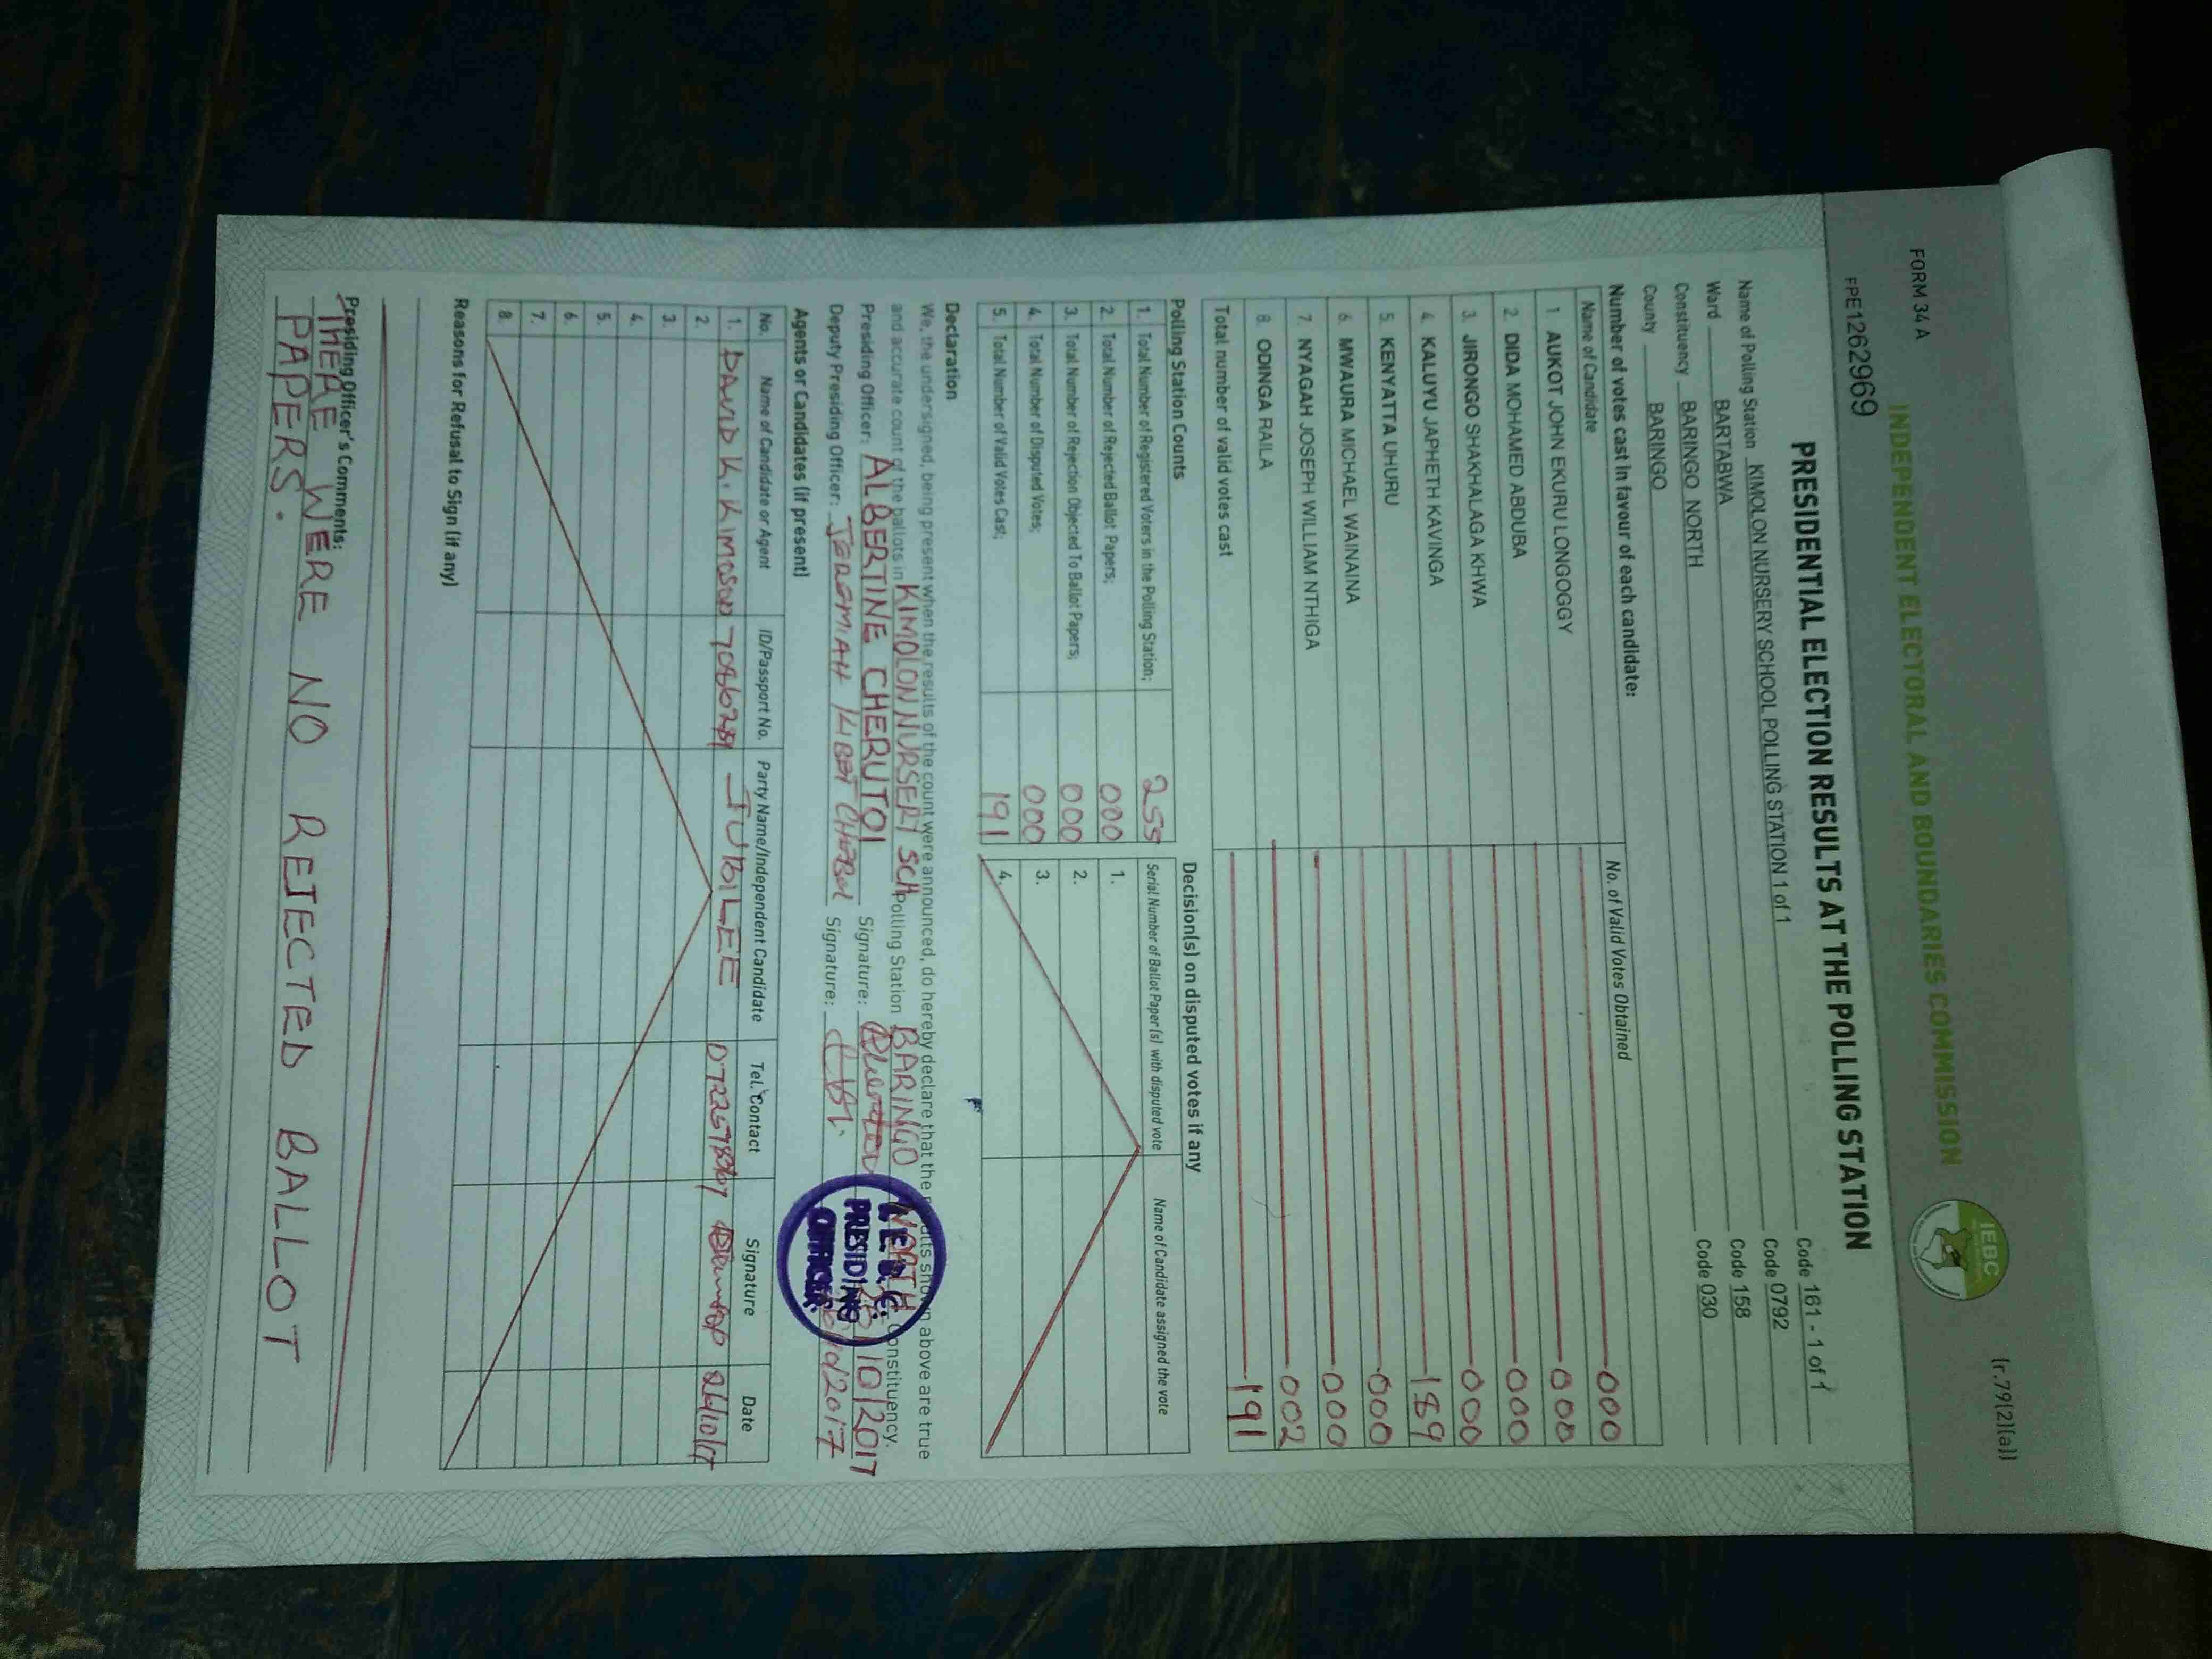 FORM 34 A
(r.79(2)(a))
INDEPENDENT ELECTORAL AND BOUNDARIES COMMISSION
IEBC
FPE1262969
PRESIDENTIAL ELECTION RESULTS AT THE POLLING STATION
Name of Polling Station KIMOLON NURSERY SCHOOL POLLING STATION 1 of 1 Code 161 - 1 of 1
Ward BARTABWA Code 0792
Constituency BARINGO NORTH Code 158
County BARINGO Code 030
Number of votes cast in favour of each candidate:
Name of Candidate No. of Valid Votes Obtained
1 AUKOT JOHN EKURU LONGOGGY 000
2. DIDA MOHAMED ABDUBA 000
3. JIRONGO SHAKHALAGA KHWA 000
4. KALUYU JAPHETH KAVINGA 000
5. KENYATTA UHURU 189
6. MWAURA MICHAEL WAINAINA 000
7. NYAGAH JOSEPH WILLIAM NTHIGA 000
8. ODINGA RAILA 002
Total number of valid votes cast 191
Polling Station Counts
1. Total Number of Registered Voters in the Polling Station; 255
2. Total Number of Rejected Ballot Papers; 000
3. Total Number of Rejection Objected To Ballot Papers; 000
4. Total Number of Disputed Votes; 000
5. Total Number of Valid Votes Cast; 191
Decision(s) on disputed votes if any
Serial Number of Ballot Paper (s) with disputed vote Name of Candidate assigned the vote
1.
2.
3.
4.
Declaration
We, the undersigned, being present when the results of the count were announced, do hereby declare that the results shown above are true
and accurate count of the ballots in KIMOLON NURSERY SCH Polling Station BARINGO NORTH Constituency.
Presiding Officer: ALBERTINE CHERUTOI Signature: 10/2017
Deputy Presiding Officer: JEREMIAH KIBET Signature: 2017
I.E.B.C.
PRESIDING
OFFICER
Agents or Candidates (if present)
No. Name of Candidate or Agent ID/Passport No. Party Name/Independent Candidate Tel. Contact Signature Date
1. DAVID K. KIMOSOP JUBILEE
2.
3.
4.
5.
6.
7.
8.
Reasons for Refusal to Sign (if any)
Presiding Officer's Comments:
THERE WERE NO REJECTED BALLOT
PAPERS.